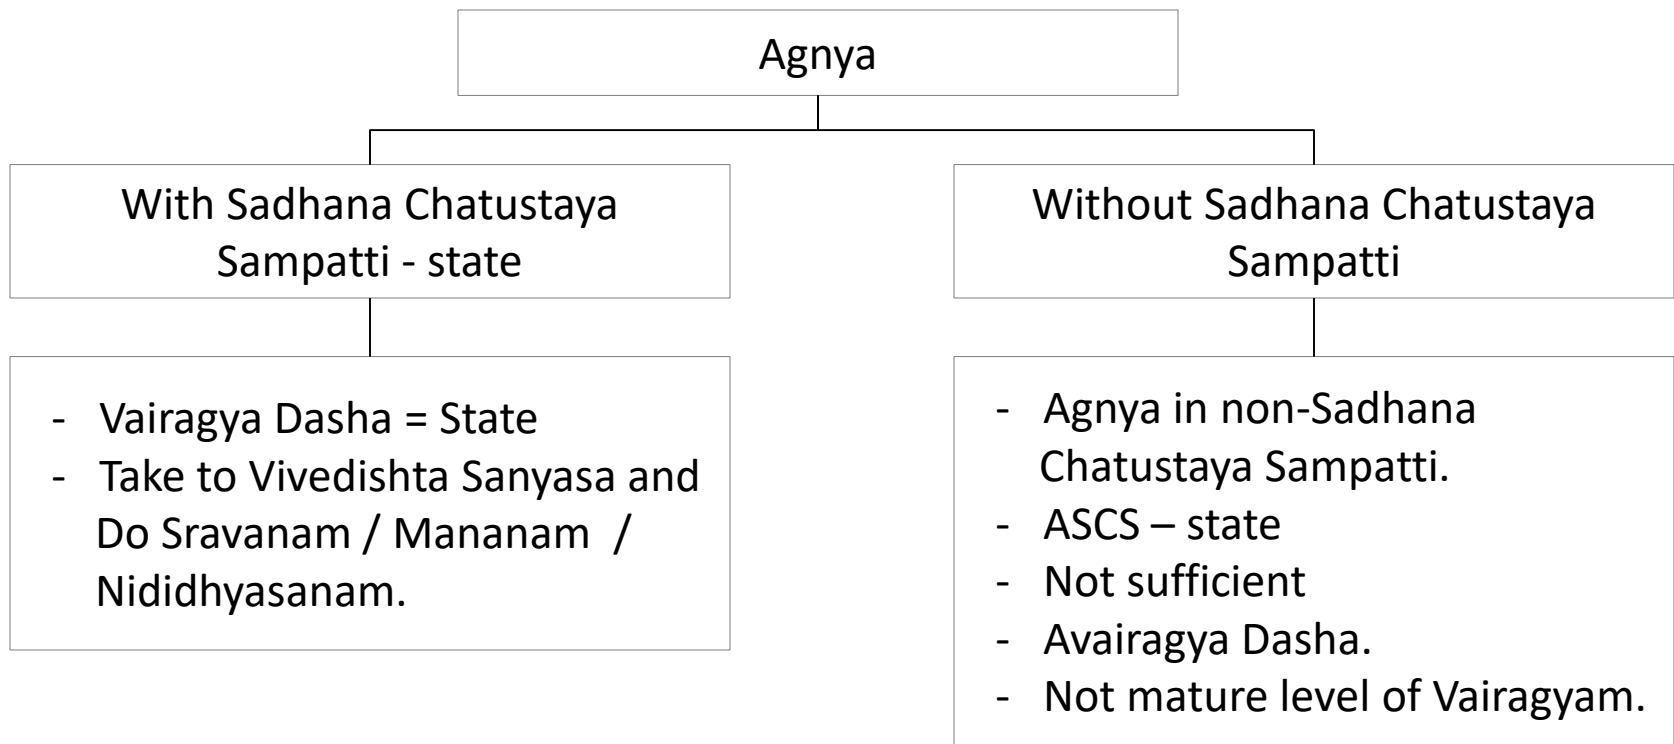 Agnya
With Sadhana Chatustaya
Sampatti - state
Without Sadhana Chatustaya
Sampatti
- Vairagya Dasha = State
- Take to Vivedishta Sanyasa and
Do Sravanam / Mananam /
Nididhyasanam.
- Agnya in non-Sadhana
Chatustaya Sampatti.
- ASCS – state
- Not sufficient
- Avairagya Dasha.
- Not mature level of Vairagyam.